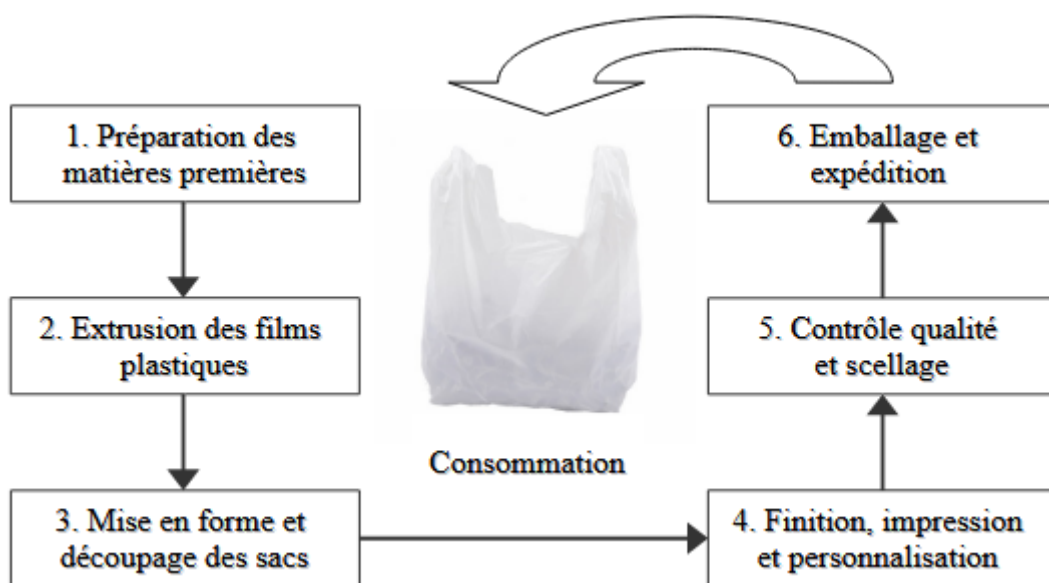 1. Préparation des
matières premières
2. Extrusion des films
plastiques
3. Mise en forme et
découpage des sacs
4. Finition, impression
et personnalisation
5. Contrôle qualité
et scellage
6. Emballage et
expédition
Consommation